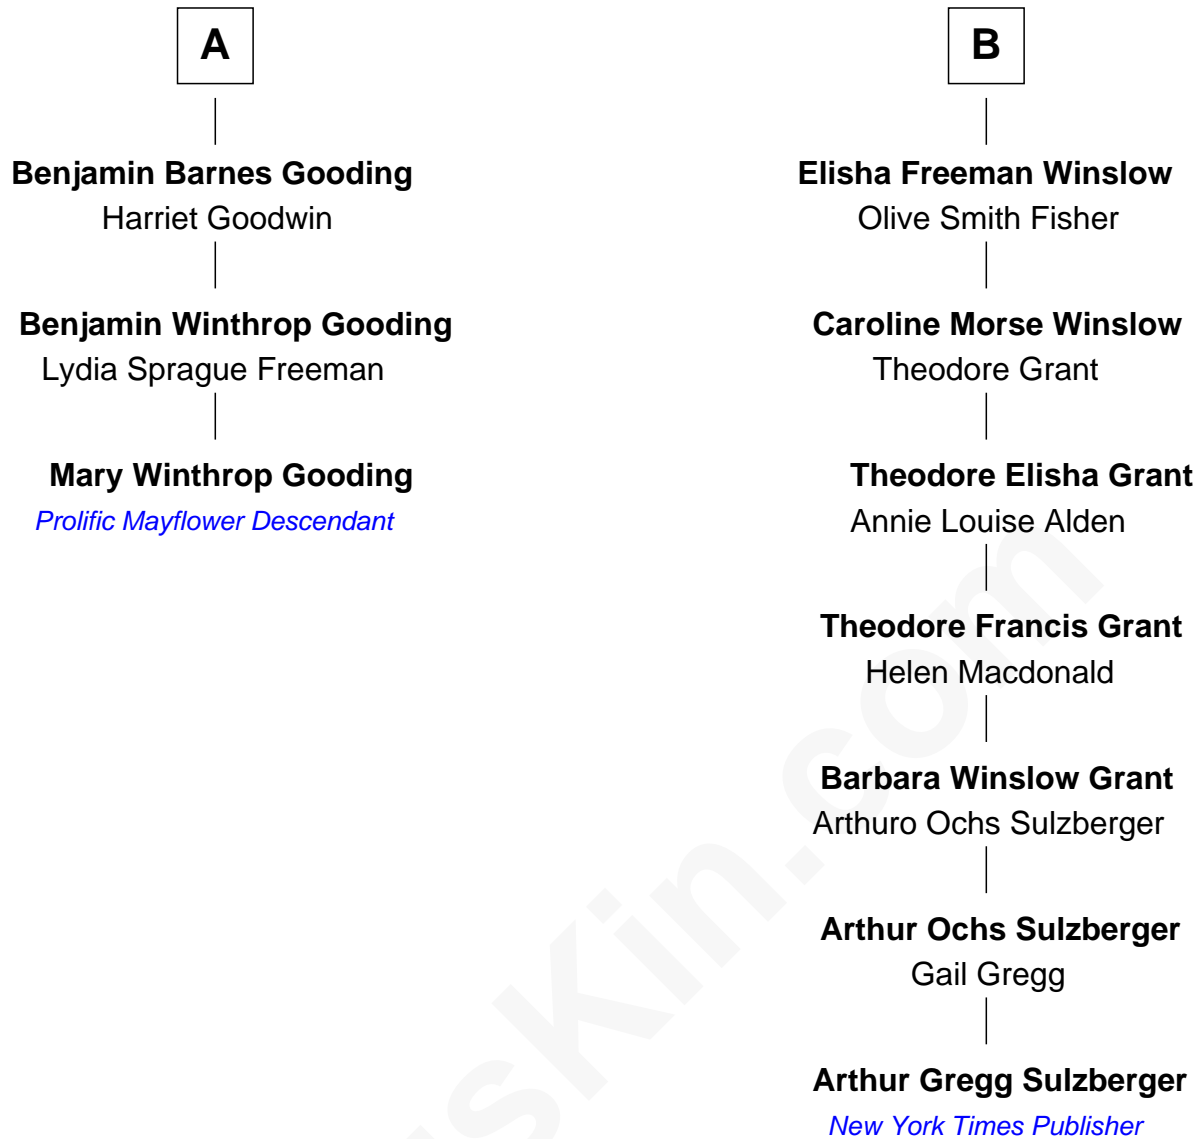 A
Benjamin Barnes Gooding
Harriet Goodwin
Benjamin Winthrop Gooding
Lydia Sprague Freeman
Mary Winthrop Gooding
Prolific Mayflower Descendant
B
Elisha Freeman Winslow
Olive Smith Fisher
Caroline Morse Winslow
Theodore Grant
Theodore Elisha Grant
Annie Louise Alden
Theodore Francis Grant
Helen Macdonald
Barbara Winslow Grant
Arthuro Ochs Sulzberger
Arthur Ochs Sulzberger
Gail Gregg
Arthur Gregg Sulzberger
New York Times Publisher
sKin.com